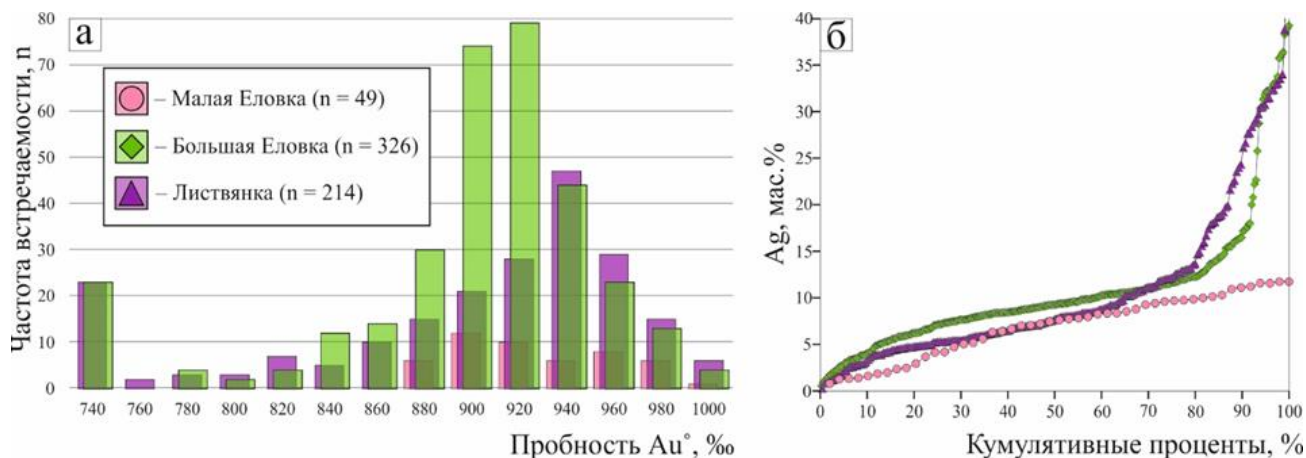 а
Частота встречаемости, n
80
70
60
50
40
30
20
10
0
– Малая Еловка (n = 49)
– Большая Еловка (n = 326)
– Листвянка (n = 214)
740 760 780 800 820 840 860 880 900 920 940 960 980 1000
Пробность Au˚, ‰
б
Ag, мас.%
40
35
30
25
20
15
10
5
0
0 10 20 30 40 50 60 70 80 90 100
Кумулятивные проценты, %